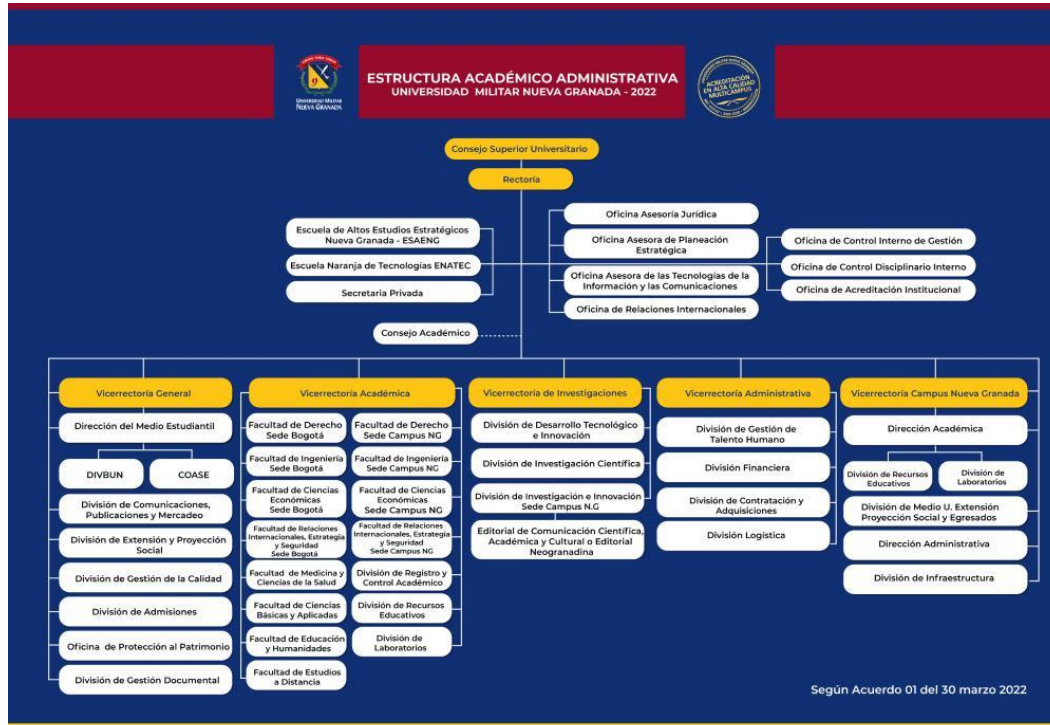 UNIVERSIDAD MILITAR
NUEVA GRANADA
ESTRUCTURA ACADÉMICO ADMINISTRATIVA
UNIVERSIDAD MILITAR NUEVA GRANADA - 2022
ACREDITACIÓN
EN ALTA CALIDAD
MULTICAMPUS
Consejo Superior Universitario
Rectoría
Escuela de Altos Estudios Estratégicos
Nueva Granada - ESAENG
Escuela Naranja de Tecnologías ENATEC
Secretaria Privada
Oficina Asesoría Jurídica
Oficina Asesora de Planeación
Estratégica
Oficina Asesora de las Tecnologías de la
Información y las Comunicaciones
Oficina de Relaciones Internacionales
Oficina de Control Interno de Gestión
Oficina de Control Disciplinario Interno
Oficina de Acreditación Institucional
Consejo Académico
Vicerrectoría General
Dirección del Medio Estudiantil
DIVBUN
COASE
División de Comunicaciones,
Publicaciones y Mercadeo
División de Extensión y Proyección
Social
División de Gestión de la Calidad
División de Admisiones
Oficina de Protección al Patrimonio
División de Gestión Documental
Vicerrectoría Académica
Facultad de Derecho
Sede Bogotá
Facultad de Ingeniería
Sede Bogotá
Facultad de Ciencias
Económicas
Sede Bogotá
Facultad de Relaciones
Internacionales, Estrategia
y Seguridad
Sede Bogotá
Facultad de Medicina y
Ciencias de la Salud
Facultad de Ciencias
Básicas y Aplicadas
Facultad de Educación
y Humanidades
Facultad de Estudios
a Distancia
Facultad de Derecho
Sede Campus NG
Facultad de Ingeniería
Sede Campus NG
Facultad de Ciencias
Económicas
Sede Campus NG
Facultad de Relaciones
Internacionales, Estrategia
y Seguridad
Sede Campus NG
División de Registro y
Control Académico
División de Recursos
Educativos
División de
Laboratorios
Vicerrectoría de Investigaciones
División de Desarrollo Tecnológico
e Innovación
División de Investigación Científica
División de Investigación e Innovación
Sede Campus N.G
Editorial de Comunicación Científica,
Académica y Cultural o Editorial
Neogranadina
Vicerrectoría Administrativa
División de Gestión de
Talento Humano
División Financiera
División de Contratación y
Adquisiciones
División Logística
Vicerrectoría Campus Nueva Granada
Dirección Académica
División de Recursos
Educativos
División de
Laboratorios
División de Medio U. Extensión
Proyección Social y Egresados
Dirección Administrativa
División de Infraestructura
Según Acuerdo 01 del 30 marzo 2022